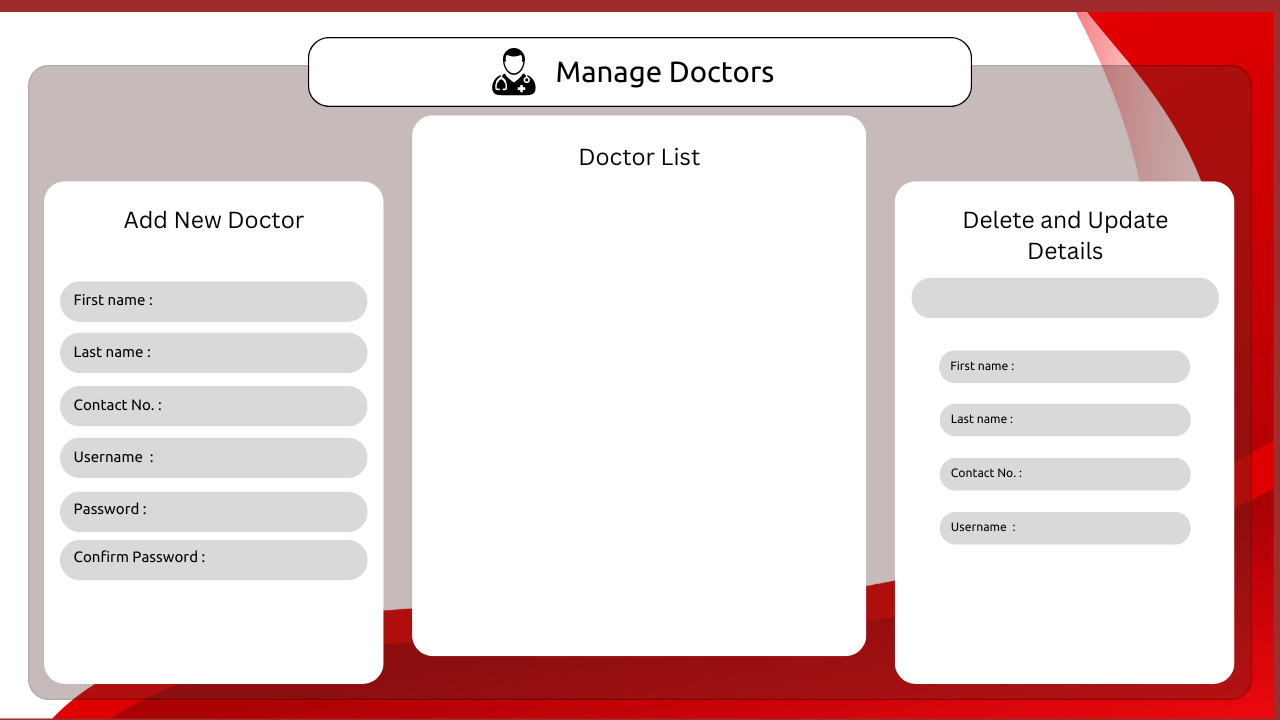 Manage Doctors
Doctor List
Add New Doctor
First name :
Last name :
Contact No. :
Username  :
Password :
Confirm Password :
Delete and Update
Details
First name :
Last name :
Contact No. :
Username  :